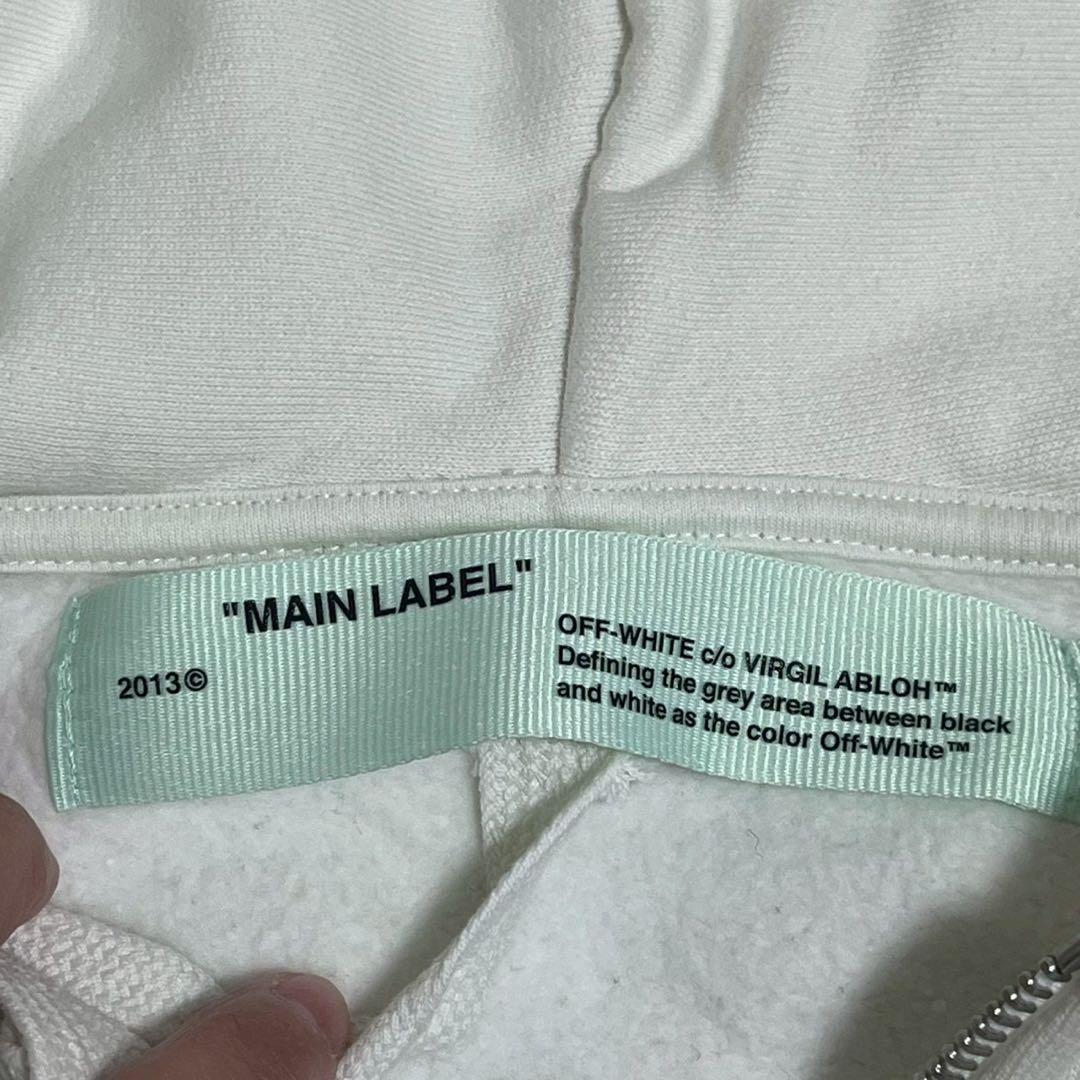 "MAIN LABEL"
2013©
OFF-WHITE c/o VIRGIL ABLOH™
Defining the grey area between black
and white as the color Off-White™